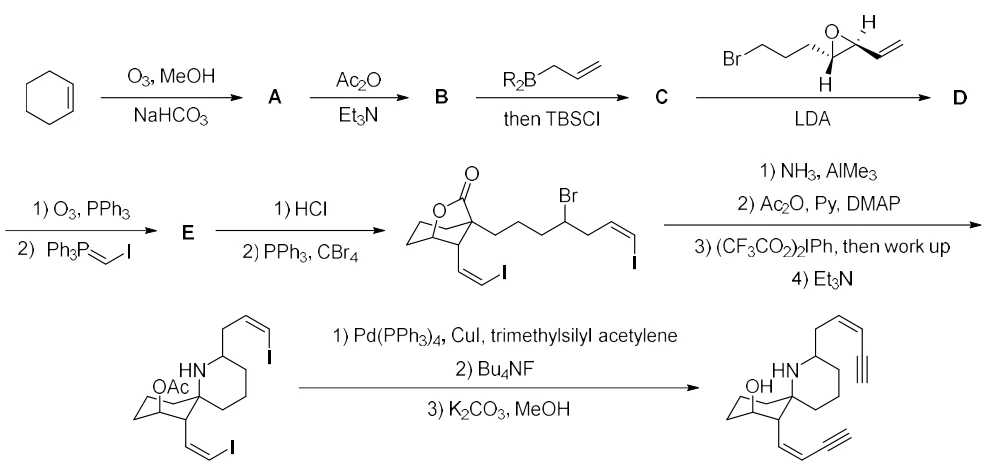 O₃, MeOH
NaHCO₃
A
Ac₂O
Et₃N
B
R₂B
then TBSCl
C
Br
O
H
H
LDA
D
1) O₃, PPh₃
2) Ph₃P I
E
1) HCl
2) PPh₃, CBr₄
O
O
Br
I
I
1) NH₃, AlMe₃
2) Ac₂O, Py, DMAP
3) (CF₃CO₂)₂IPh, then work up
4) Et₃N
I
HN
OAc
I
1) Pd(PPh₃)₄, CuI, trimethylsilyl acetylene
2) Bu₄NF
3) K₂CO₃, MeOH
HN
OH